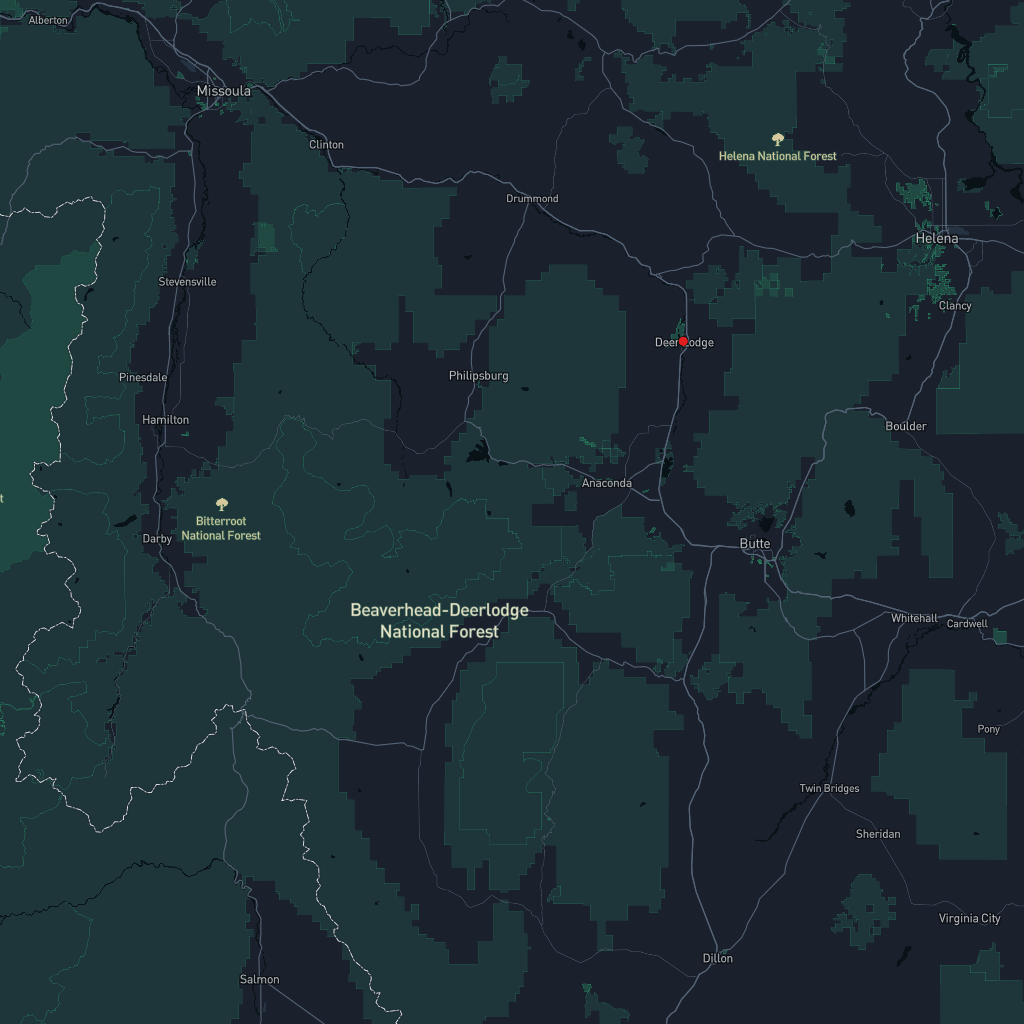 Alberton
Missoula
Clinton
Helena National Forest
Drummond
Helena
Stevensville
Clancy
Deer Lodge
Philipsburg
Pinesdale
Hamilton
Boulder
Anaconda
Bitterroot
National Forest
Darby
Butte
Beaverhead-Deerlodge
National Forest
Whitehall
Cardwell
Pony
Twin Bridges
Sheridan
Virginia City
Dillon
Salmon